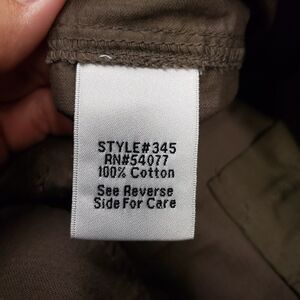 STYLE#345
RN#54077
100% Cotton
See Reverse
Side For Care